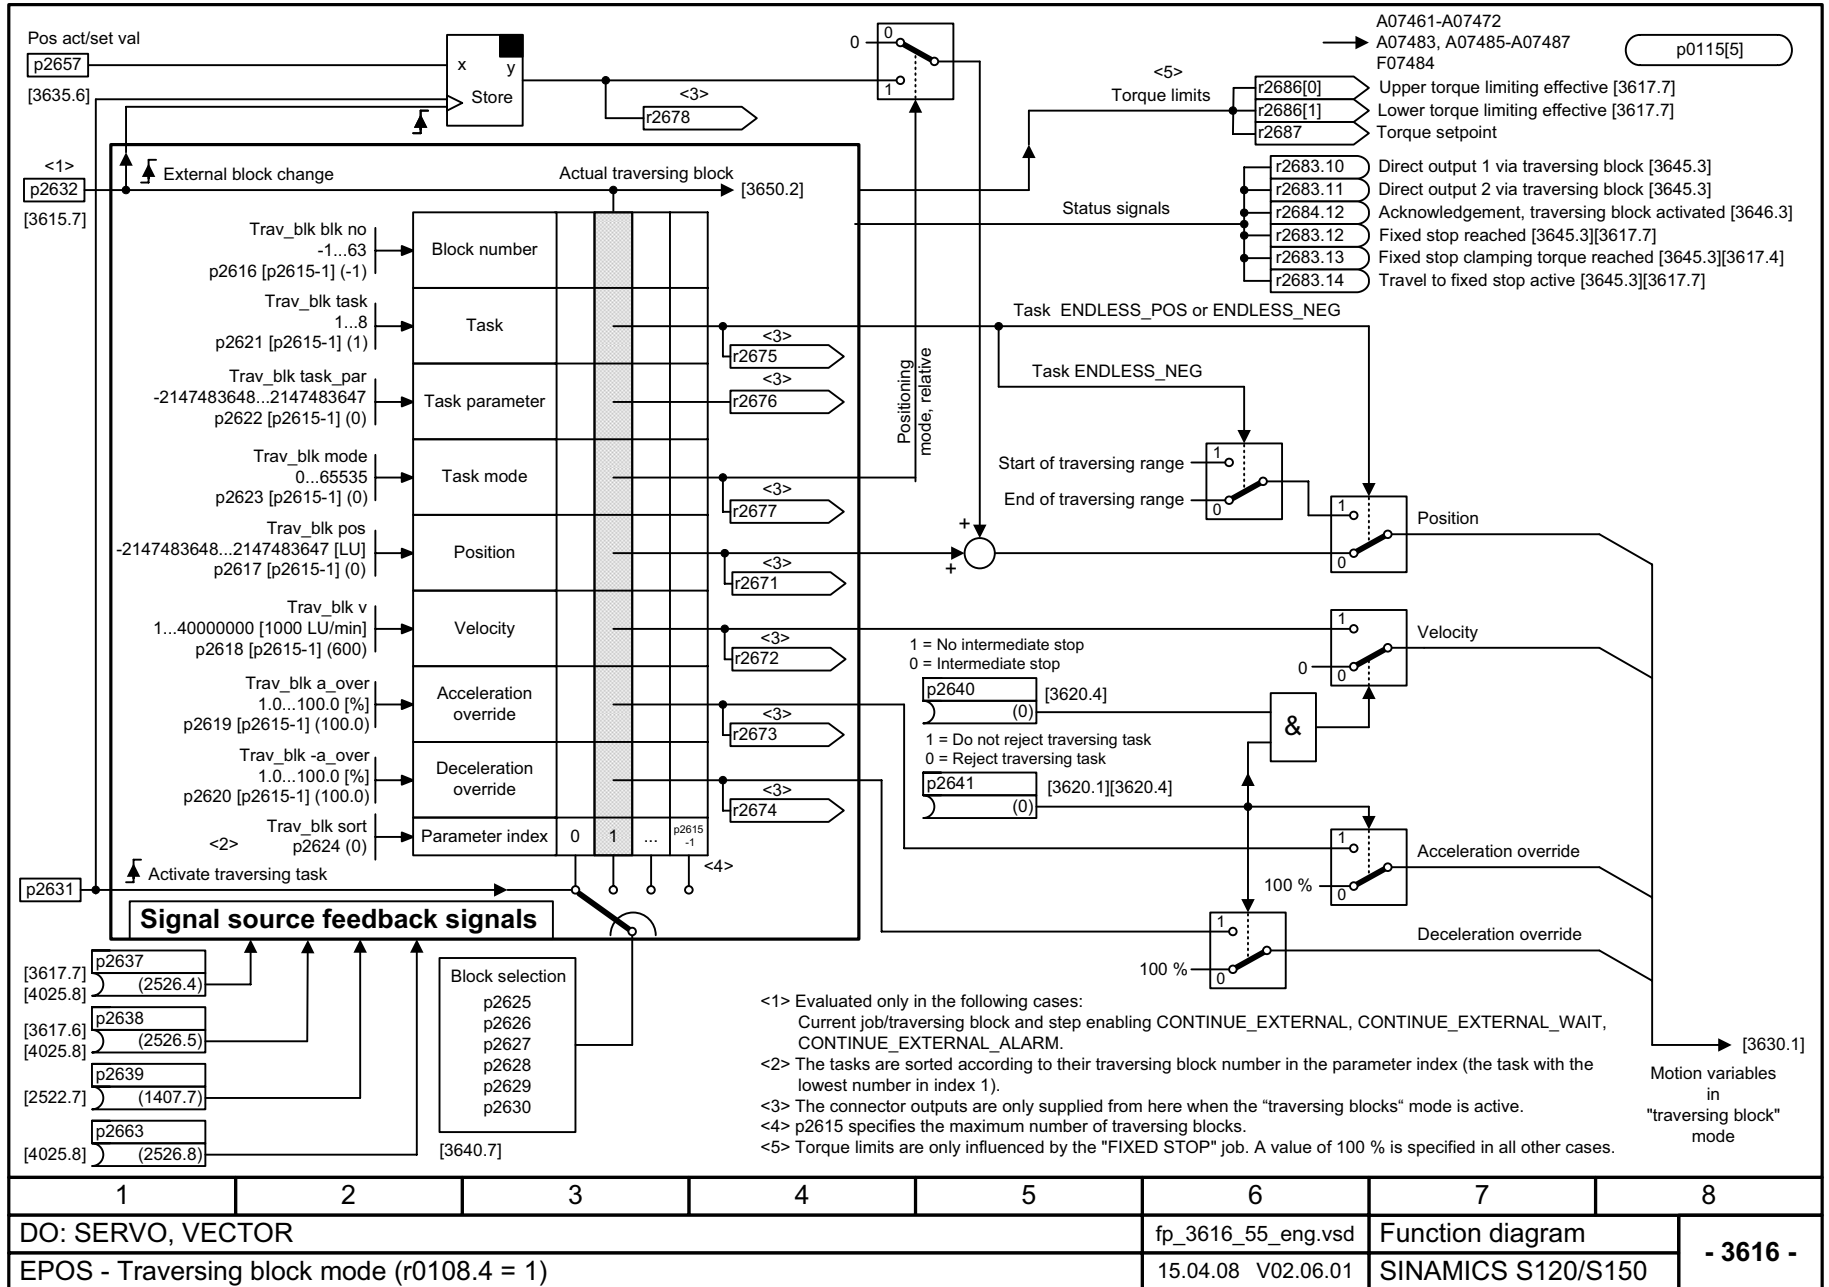 Pos act/set val
p2657
[3635.6]
x
y
Store
<3>
r2678
0
0
1
A07461-A07472
A07483, A07485-A07487
F07484
p0115[5]
<5>
Torque limits
r2686[0]
Upper torque limiting effective [3617.7]
r2686[1]
Lower torque limiting effective [3617.7]
r2687
Torque setpoint
<1>
p2632
[3615.7]
External block change
Actual traversing block
[3650.2]
Status signals
r2683.10
Direct output 1 via traversing block [3645.3]
r2683.11
Direct output 2 via traversing block [3645.3]
r2684.12
Acknowledgement, traversing block activated [3646.3]
r2683.12
Fixed stop reached [3645.3][3617.7]
r2683.13
Fixed stop clamping torque reached [3645.3][3617.4]
r2683.14
Travel to fixed stop active [3645.3][3617.7]
Trav_blk blk no
-1...63
p2616 [p2615-1] (-1)
Block number
Trav_blk task
1...8
p2621 [p2615-1] (1)
Task
<3>
r2675
Task ENDLESS_POS or ENDLESS_NEG
Task ENDLESS_NEG
Trav_blk task_par
-2147483648...2147483647
p2622 [p2615-1] (0)
Task parameter
<3>
r2676
Positioning
mode, relative
Trav_blk mode
0...65535
p2623 [p2615-1] (0)
Task mode
<3>
r2677
Start of traversing range
End of traversing range
1
0
Trav_blk pos
-2147483648...2147483647 [LU]
p2617 [p2615-1] (0)
Position
<3>
r2671
+
+
1
0
Position
Trav_blk v
1...40000000 [1000 LU/min]
p2618 [p2615-1] (600)
Velocity
<3>
r2672
1
0
0
Velocity
1 = No intermediate stop
0 = Intermediate stop
p2640
(0)
[3620.4]
&
Trav_blk a_over
1.0...100.0 [%]
p2619 [p2615-1] (100.0)
Acceleration
override
<3>
r2673
1 = Do not reject traversing task
0 = Reject traversing task
p2641
(0)
[3620.1][3620.4]
Trav_blk -a_over
1.0...100.0 [%]
p2620 [p2615-1] (100.0)
Deceleration
override
<3>
r2674
Trav_blk sort
<2>
p2624 (0)
Parameter index
0
1
...
p2615
-1
<4>
1
100 %
0
Acceleration override
Activate traversing task
p2631
Signal source feedback signals
1
100 %
0
Deceleration override
[3617.7]
[4025.8]
p2637
(2526.4)
[3617.6]
[4025.8]
p2638
(2526.5)
[2522.7]
p2639
(1407.7)
[4025.8]
p2663
(2526.8)
Block selection
p2625
p2626
p2627
p2628
p2629
p2630
[3640.7]
<1> Evaluated only in the following cases:
Current job/traversing block and step enabling CONTINUE_EXTERNAL, CONTINUE_EXTERNAL_WAIT,
CONTINUE_EXTERNAL_ALARM.
<2> The tasks are sorted according to their traversing block number in the parameter index (the task with the
lowest number in index 1).
<3> The connector outputs are only supplied from here when the “traversing blocks“ mode is active.
<4> p2615 specifies the maximum number of traversing blocks.
<5> Torque limits are only influenced by the "FIXED STOP" job. A value of 100 % is specified in all other cases.
[3630.1]
Motion variables
in
"traversing block"
mode
1
2
3
4
5
6
7
8
DO: SERVO, VECTOR
fp_3616_55_eng.vsd
Function diagram
- 3616 -
EPOS - Traversing block mode (r0108.4 = 1)
15.04.08 V02.06.01
SINAMICS S120/S150